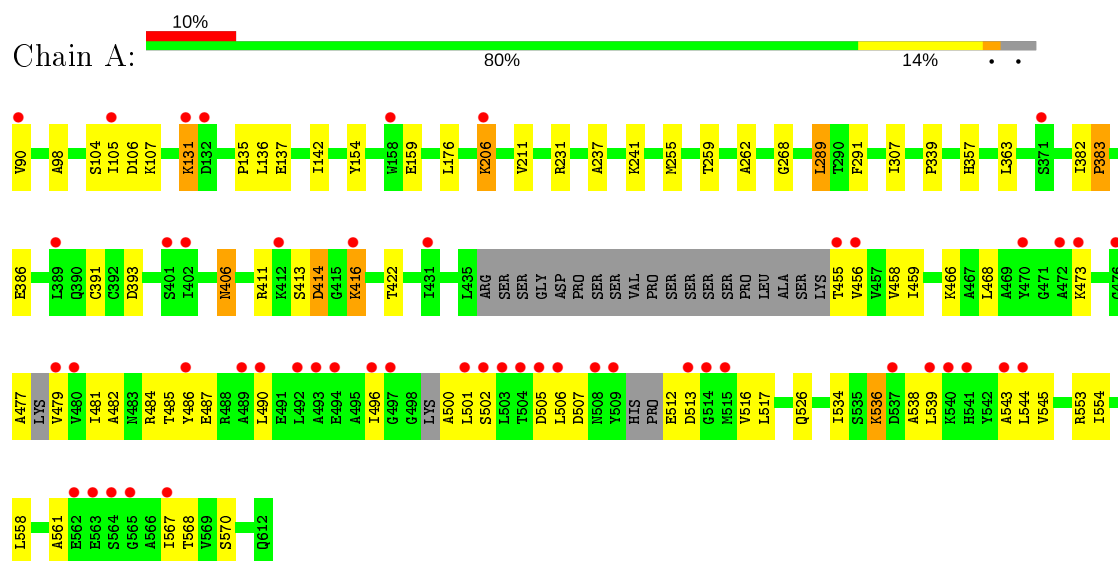 10%
Chain A:
80% 14% • •
V90 A98 S104 I105 D106 K107 K131 D132 P135 L136 E137 I142 Y154 W158 E159 L176 K206 V211 R231 A237 K241 M255 T259 A262 G268 L289 T290 F291 I307 P339 H357 L363 S371 I382 P383
E386 L389 Q390 C391 C392 D393 S401 I402 N406 R411 K412 S413 D414 G415 K416 T422 I431 L435 ARG SER SER GLY ASP PRO SER SER VAL PRO SER SER SER SER PRO LEU ALA SER LYS T455 V456 V457 V458 I459 K466 A467 L468 A469 Y470 G471 A472 K473
A477 LYS V479 V480 I481 A482 N483 R484 T485 Y486 E487 R488 A489 L490 E491 L492 A493 E494 A495 I496 G497 G498 LYS A500 L501 S502 L503 T504 D505 L506 D507 N508 Y509 HIS PRO E512 D513 G514 M515 V516 L517 Q526 I534 S535 K536 D537 A538 L539 K540 H541 Y542 A543 L544 V545 R553 I554
L558 A561 E562 E563 S564 G565 A566 I567 T568 V569 S570 Q612